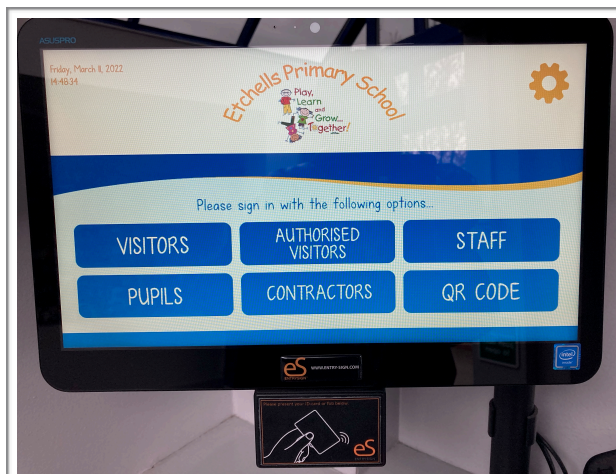 ASUSPRO
Friday, March 11, 2022
14:48:34
Etchells Primary School
Play,
Learn
and
Grow...
Together!
Please sign in with the following options...
VISITORS
AUTHORISED
VISITORS
STAFF
PUPILS
CONTRACTORS
QR CODE
eS
WWW.ENTRY-SIGN.COM
intel
eS